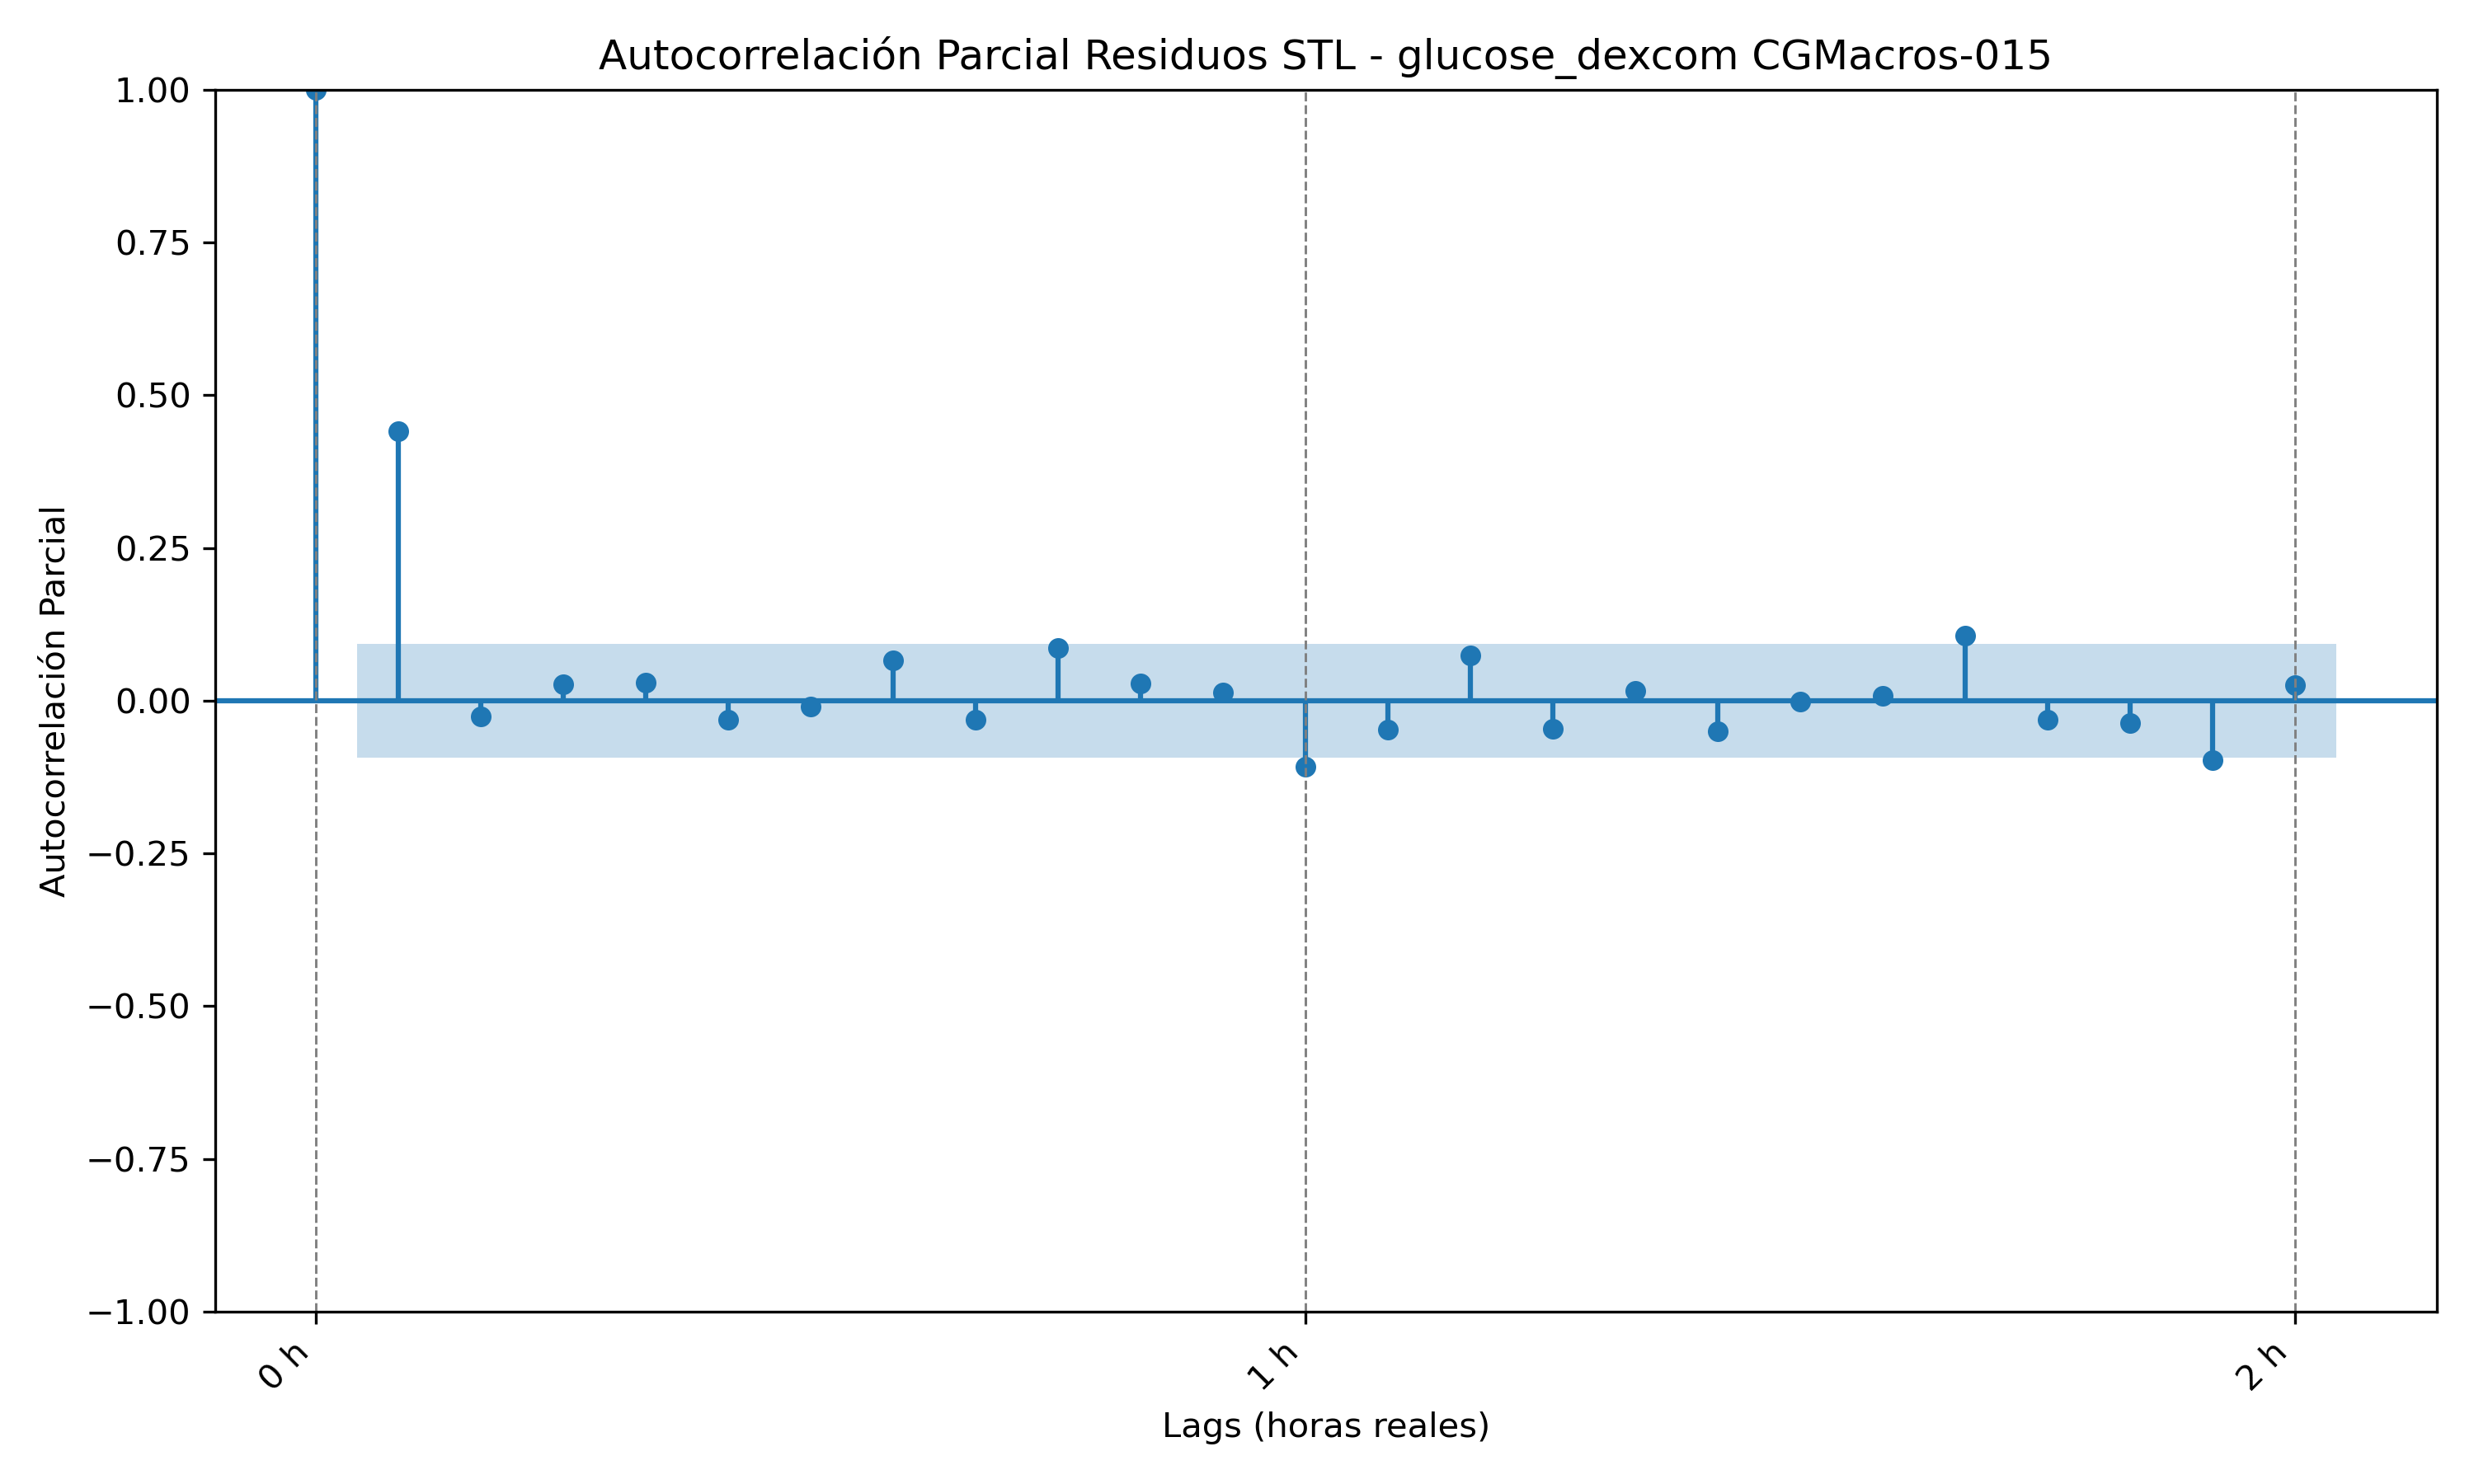 Autocorrelación Parcial Residuos STL - glucose_dexcom CGMacros-015
1.00
0.75
0.50
0.25
0.00
−0.25
−0.50
−0.75
−1.00
Autocorrelación Parcial
0 h
1 h
2 h
Lags (horas reales)